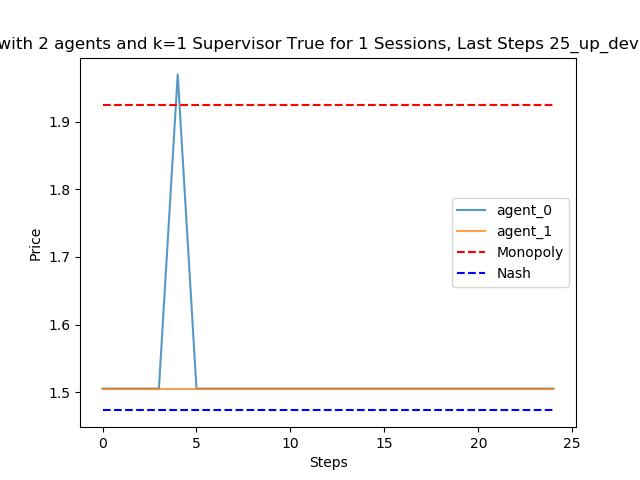 with 2 agents and k=1 Supervisor True for 1 Sessions, Last Steps 25_up_dev
1.9
1.8
1.7
1.6
1.5
Price
agent_0
agent_1
Monopoly
Nash
0 5 10 15 20 25
Steps